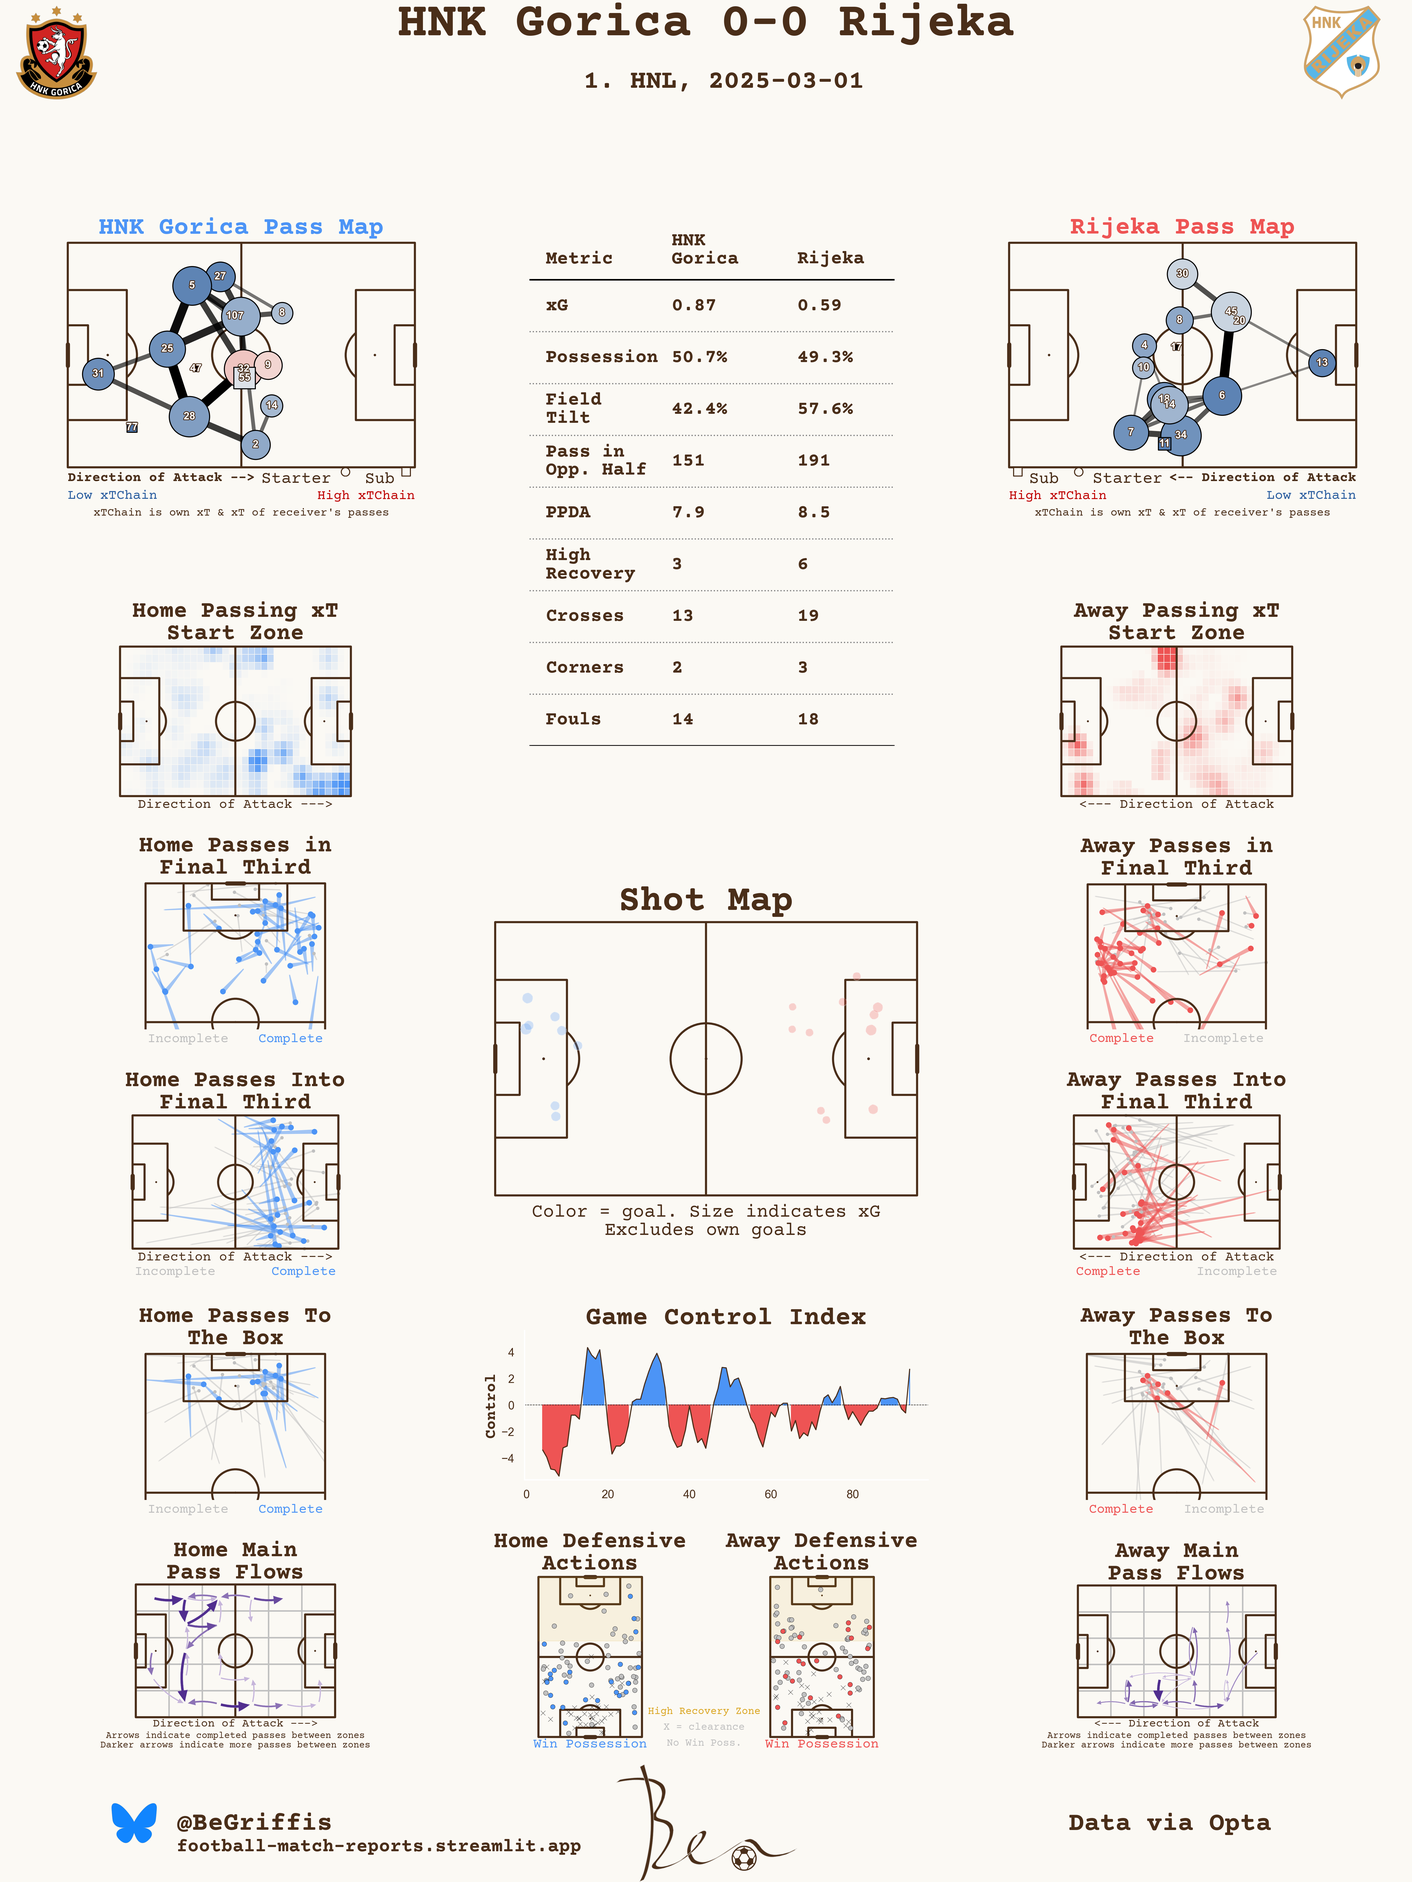 HNK Gorica 0-0 Rijeka
1. HNL, 2025-03-01
HNK GORICA
HNK
RIJEKA
HNK Gorica Pass Map
5
27
107
8
25
47
32
9
55
31
14
28
77
2
Direction of Attack --> Starter Sub
Low xTChain High xTChain
xTChain is own xT & xT of receiver's passes
Metric HNK Gorica Rijeka
xG 0.87 0.59
Possession 50.7% 49.3%
Field Tilt 42.4% 57.6%
Pass in Opp. Half 151 191
PPDA 7.9 8.5
High Recovery 3 6
Crosses 13 19
Corners 2 3
Fouls 14 18
Rijeka Pass Map
30
45
20
8
4
17
10
13
18
14
6
7
11
34
Sub Starter <-- Direction of Attack
High xTChain Low xTChain
xTChain is own xT & xT of receiver's passes
Home Passing xT
Start Zone
Direction of Attack --->
Away Passing xT
Start Zone
<--- Direction of Attack
Home Passes in
Final Third
Incomplete Complete
Away Passes in
Final Third
Complete Incomplete
Shot Map
Color = goal. Size indicates xG
Excludes own goals
Home Passes Into
Final Third
Direction of Attack --->
Incomplete Complete
Away Passes Into
Final Third
<--- Direction of Attack
Complete Incomplete
Home Passes To
The Box
Incomplete Complete
Game Control Index
Control
4
2
0
−2
−4
0 20 40 60 80
Away Passes To
The Box
Complete Incomplete
Home Main
Pass Flows
Direction of Attack --->
Arrows indicate completed passes between zones
Darker arrows indicate more passes between zones
Home Defensive
Actions
Win Possession
Away Defensive
Actions
Win Possession
High Recovery Zone
X = clearance
No Win Poss.
Away Main
Pass Flows
<--- Direction of Attack
Arrows indicate completed passes between zones
Darker arrows indicate more passes between zones
@BeGriffis
football-match-reports.streamlit.app
Ben
Data via Opta